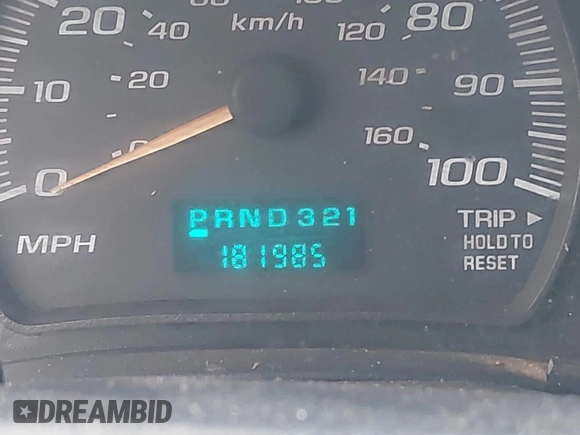 km/h
20
40
80
120
10
20
140
90
0
0
160
100
PRND321
181985
MPH
TRIP ►
HOLD TO
RESET
DREAMBID